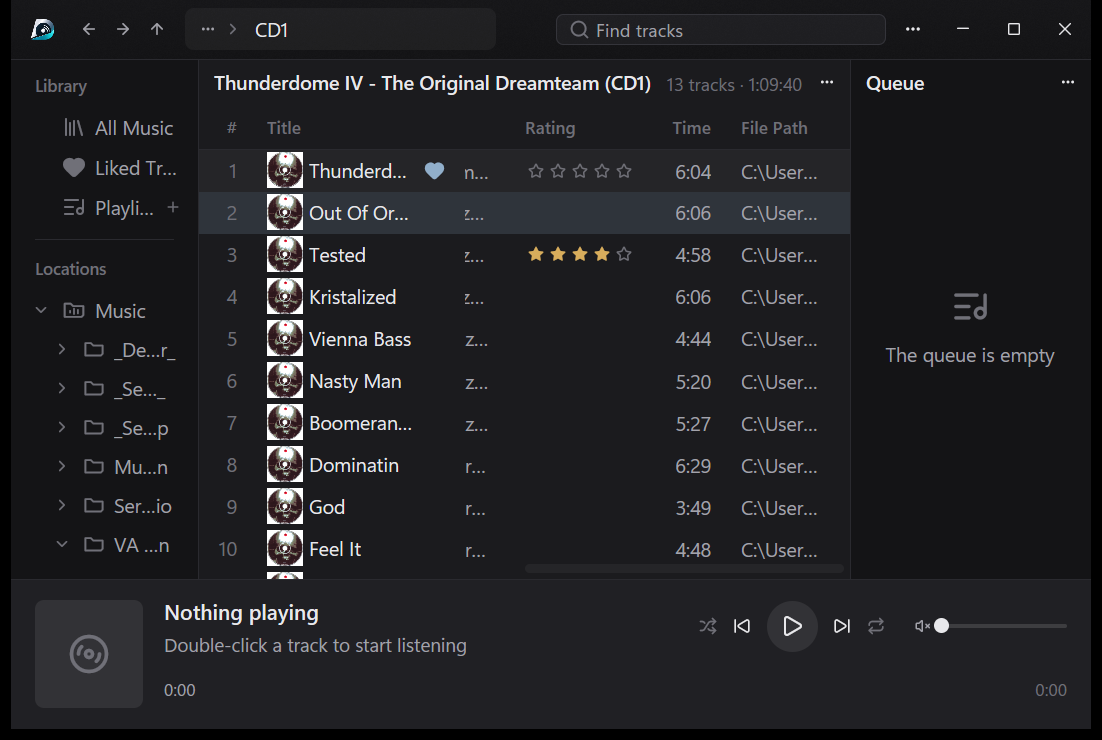 ... > CD1
Find tracks
...
Library
All Music
Liked Tr...
Playli... +
Locations
Music
_De...r_
_Se..._
_Se...p
Mu...n
Ser...io
VA ...n
Thunderdome IV - The Original Dreamteam (CD1) 13 tracks · 1:09:40 ...
# Title Rating Time File Path
1 Thunderd... n... 6:04 C:\User...
2 Out Of Or... z... 6:06 C:\User...
3 Tested z... 4:58 C:\User...
4 Kristalized z... 6:06 C:\User...
5 Vienna Bass z... 4:44 C:\User...
6 Nasty Man z... 5:20 C:\User...
7 Boomeran... z... 5:27 C:\User...
8 Dominatin r... 6:29 C:\User...
9 God r... 3:49 C:\User...
10 Feel It r... 4:48 C:\User...
Queue ...
The queue is empty
Nothing playing
Double-click a track to start listening
0:00 0:00